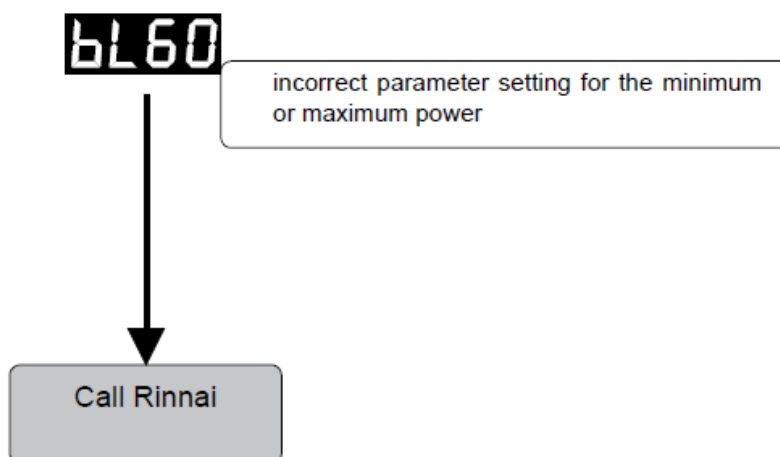 bL60
incorrect parameter setting for the minimum
or maximum power
Call Rinnai